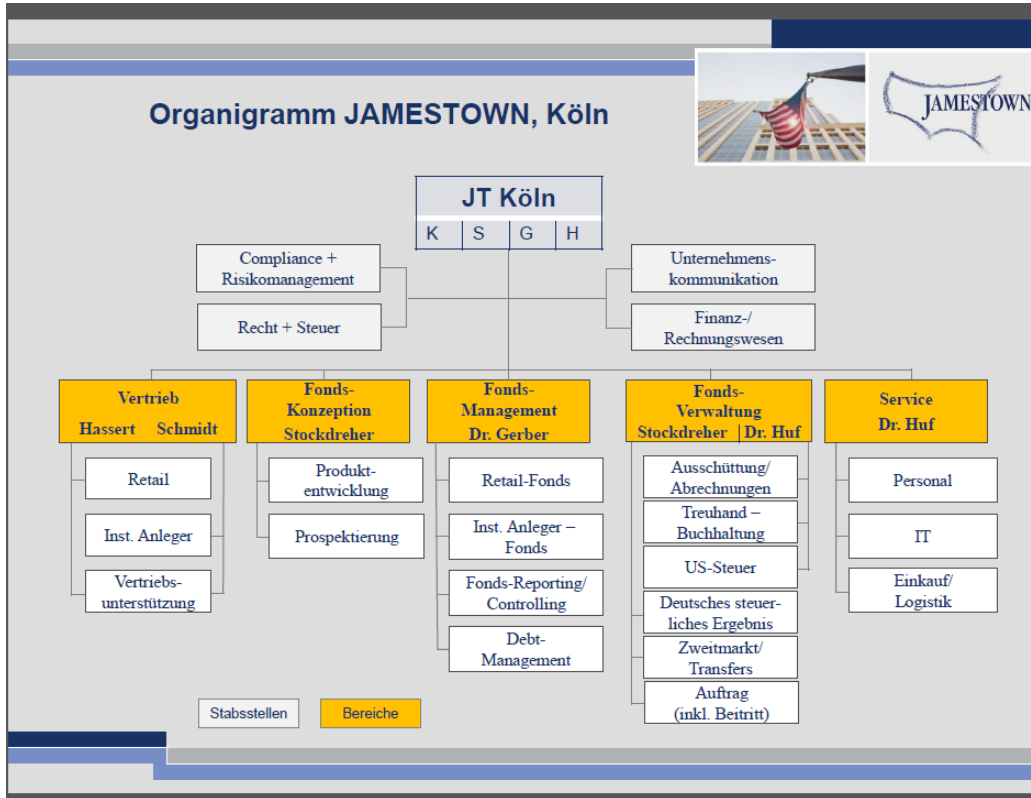 Organigramm JAMESTOWN, Köln
JAMESTOWN
JT Köln
K S G H
Compliance +
Risikomanagement
Unternehmens-
kommunikation
Recht + Steuer
Finanz-/
Rechnungswesen
Vertrieb
Hassert Schmidt
Fonds-
Konzeption
Stockdreher
Fonds-
Management
Dr. Gerber
Fonds-
Verwaltung
Stockdreher | Dr. Huf
Service
Dr. Huf
Retail
Inst. Anleger
Vertriebs-
unterstützung
Produkt-
entwicklung
Prospektierung
Retail-Fonds
Inst. Anleger –
Fonds
Fonds-Reporting/
Controlling
Debt-
Management
Ausschüttung/
Abrechnungen
Treuhand –
Buchhaltung
US-Steuer
Deutsches steuer-
liches Ergebnis
Zweitmarkt/
Transfers
Auftrag
(inkl. Beitritt)
Personal
IT
Einkauf/
Logistik
Stabsstellen
Bereiche